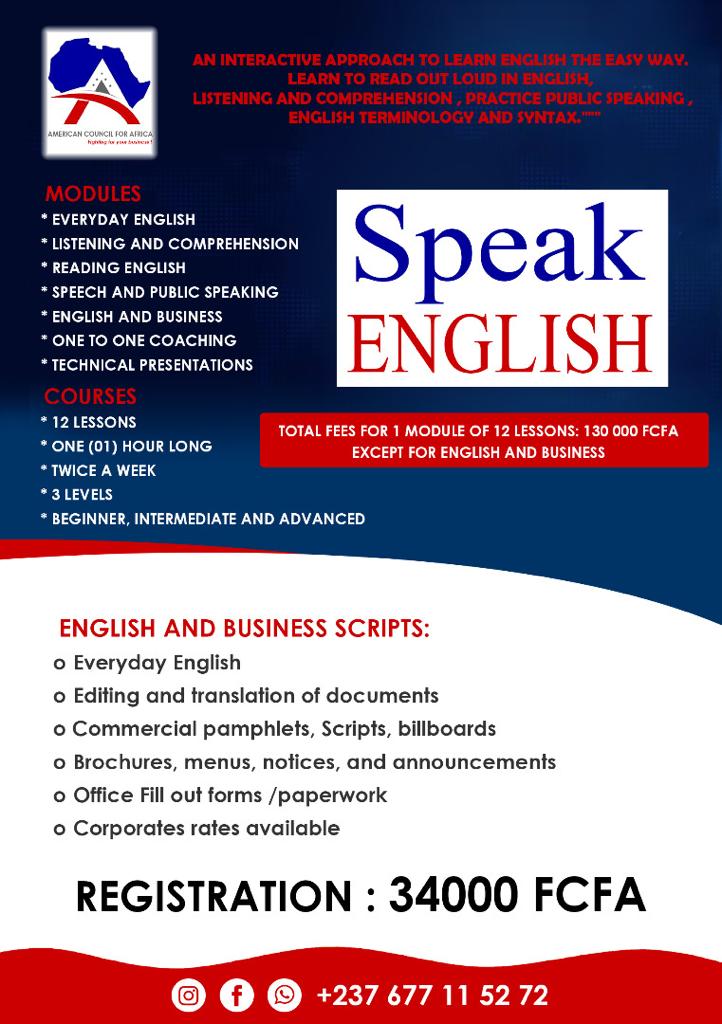 AMERICAN COUNCIL FOR AFRICA
fighting for your business!
AN INTERACTIVE APPROACH TO LEARN ENGLISH THE EASY WAY.
LEARN TO READ OUT LOUD IN ENGLISH,
LISTENING AND COMPREHENSION , PRACTICE PUBLIC SPEAKING ,
ENGLISH TERMINOLOGY AND SYNTAX."""
MODULES
* EVERYDAY ENGLISH
* LISTENING AND COMPREHENSION
* READING ENGLISH
* SPEECH AND PUBLIC SPEAKING
* ENGLISH AND BUSINESS
* ONE TO ONE COACHING
* TECHNICAL PRESENTATIONS
Speak
ENGLISH
COURSES
* 12 LESSONS
* ONE (01) HOUR LONG
* TWICE A WEEK
* 3 LEVELS
* BEGINNER, INTERMEDIATE AND ADVANCED
TOTAL FEES FOR 1 MODULE OF 12 LESSONS: 130 000 FCFA
EXCEPT FOR ENGLISH AND BUSINESS
ENGLISH AND BUSINESS SCRIPTS:
o Everyday English
o Editing and translation of documents
o Commercial pamphlets, Scripts, billboards
o Brochures, menus, notices, and announcements
o Office Fill out forms /paperwork
o Corporates rates available
REGISTRATION : 34000 FCFA
+237 677 11 52 72